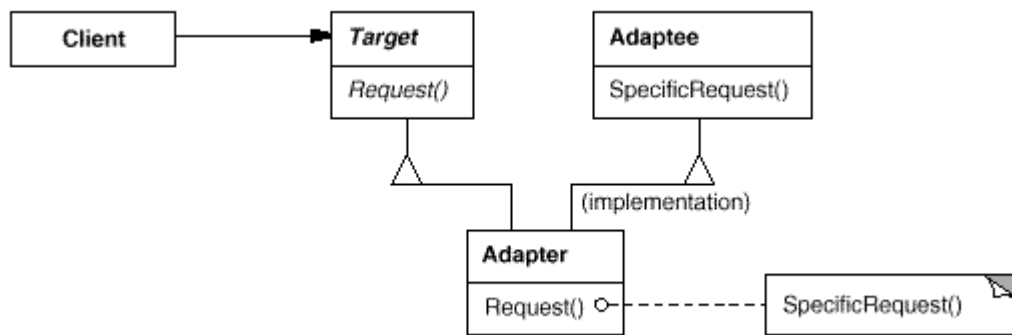 Client
Target
Adaptee
Request()
SpecificRequest()
(implementation)
Adapter
Request()
SpecificRequest()